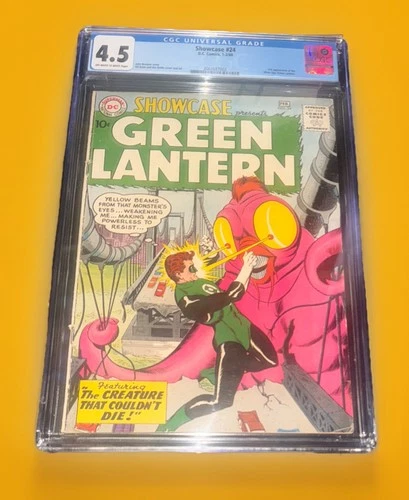 CGC UNIVERSAL GRADE
4.5
Showcase #24
D.C. Comics, 1-2/60
DC
SHOWCASE presents
10¢
FEB.
GREEN
LANTERN
YELLOW BEAMS
FROM THAT MONSTER'S
EYES... WEAKENING
ME... MAKING ME
POWERLESS TO
RESIST...
Featuring
"The CREATURE
THAT COULDN'T
DIE!"